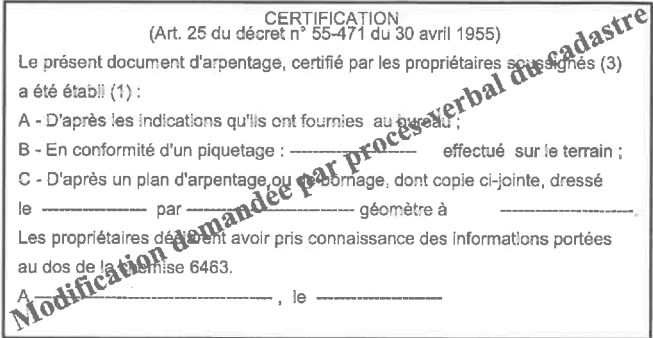 CERTIFICATION
(Art. 25 du décret n° 55-471 du 30 avril 1955)
Le présent document d'arpentage, certifié par les propriétaires soussignés (3)
a été établi (1) :
A - D'après les indications qu'ils ont fournies au bureau ;
B - En conformité d'un piquetage : -------------------- effectué sur le terrain ;
C - D'après un plan d'arpentage ou de bornage, dont copie ci-jointe, dressé
le -------------------- par -------------------- géomètre à --------------------
Les propriétaires déclarent avoir pris connaissance des informations portées
au dos de la chemise 6463.
A ----------------------------------- , le --------------------
Modification demandée par procès-verbal du cadastre